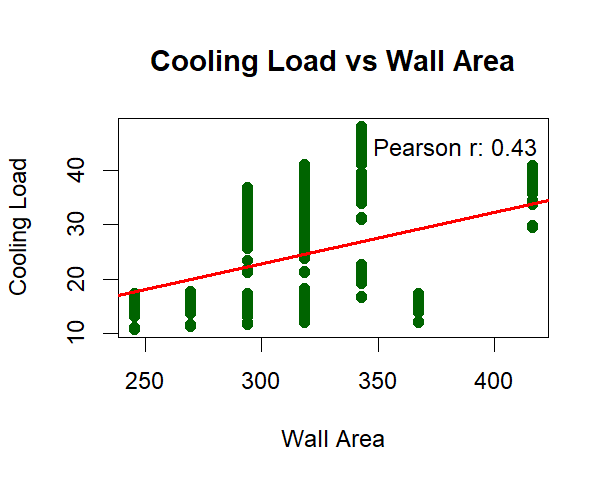 Cooling Load vs Wall Area
Pearson r: 0.43
Cooling Load
40
30
20
10
250 300 350 400
Wall Area